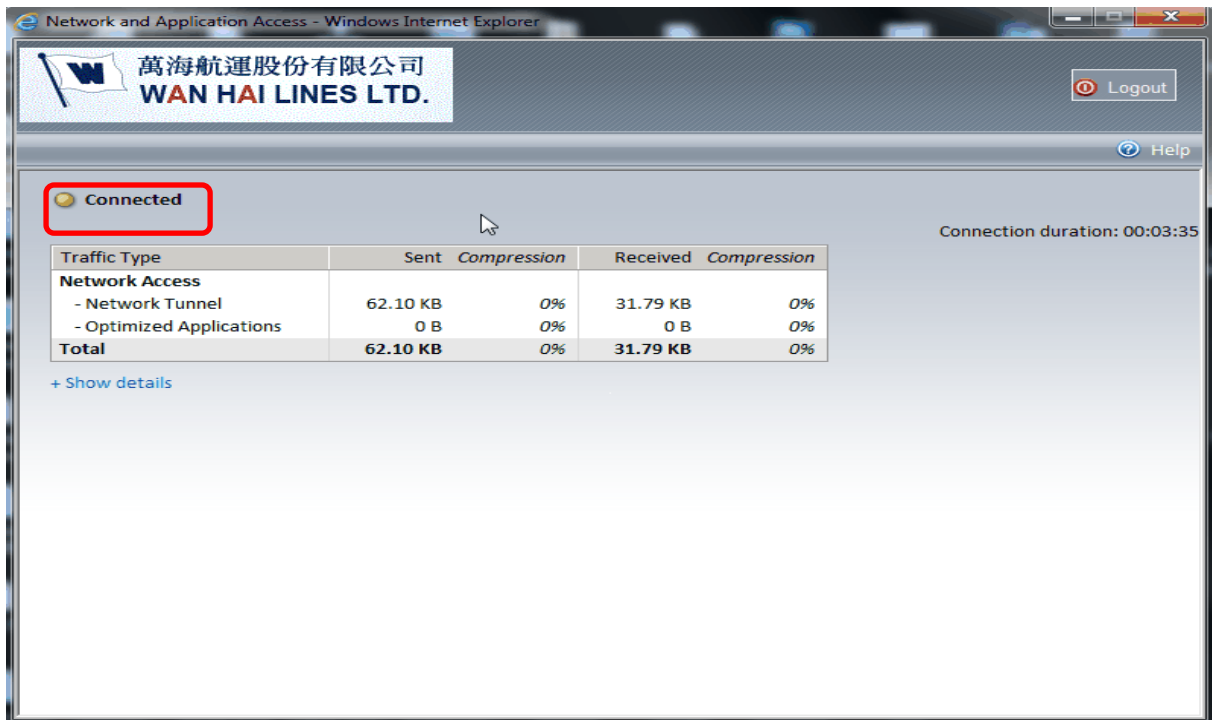 Network and Application Access - Windows Internet Explorer
W 萬海航運股份有限公司
WAN HAI LINES LTD.
Logout
Help
Connected
Connection duration: 00:03:35
Traffic Type Sent Compression Received Compression
Network Access
- Network Tunnel 62.10 KB 0% 31.79 KB 0%
- Optimized Applications 0 B 0% 0 B 0%
Total 62.10 KB 0% 31.79 KB 0%
+ Show details